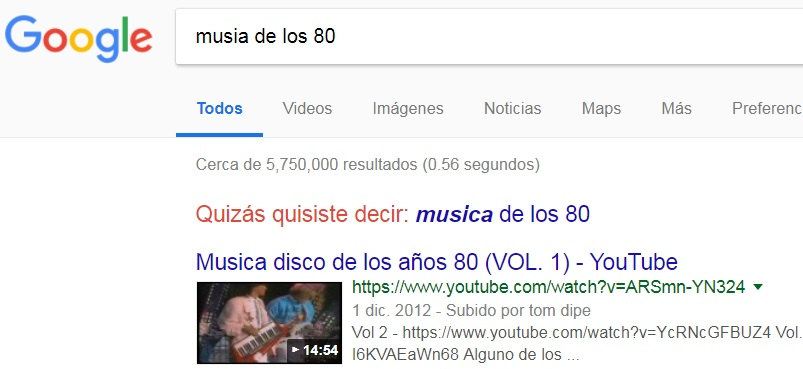 Google
musia de los 80
Todos Videos Imágenes Noticias Maps Más Preferenc
Cerca de 5,750,000 resultados (0.56 segundos)
Quizás quisiste decir: musica de los 80
Musica disco de los años 80 (VOL. 1) - YouTube
https://www.youtube.com/watch?v=ARSmn-YN324
1 dic. 2012 - Subido por tom dipe
Vol 2 - https://www.youtube.com/watch?v=YcRNcGFBUZ4 Vol.
14:54 I6KVAEaWn68 Alguno de los ...